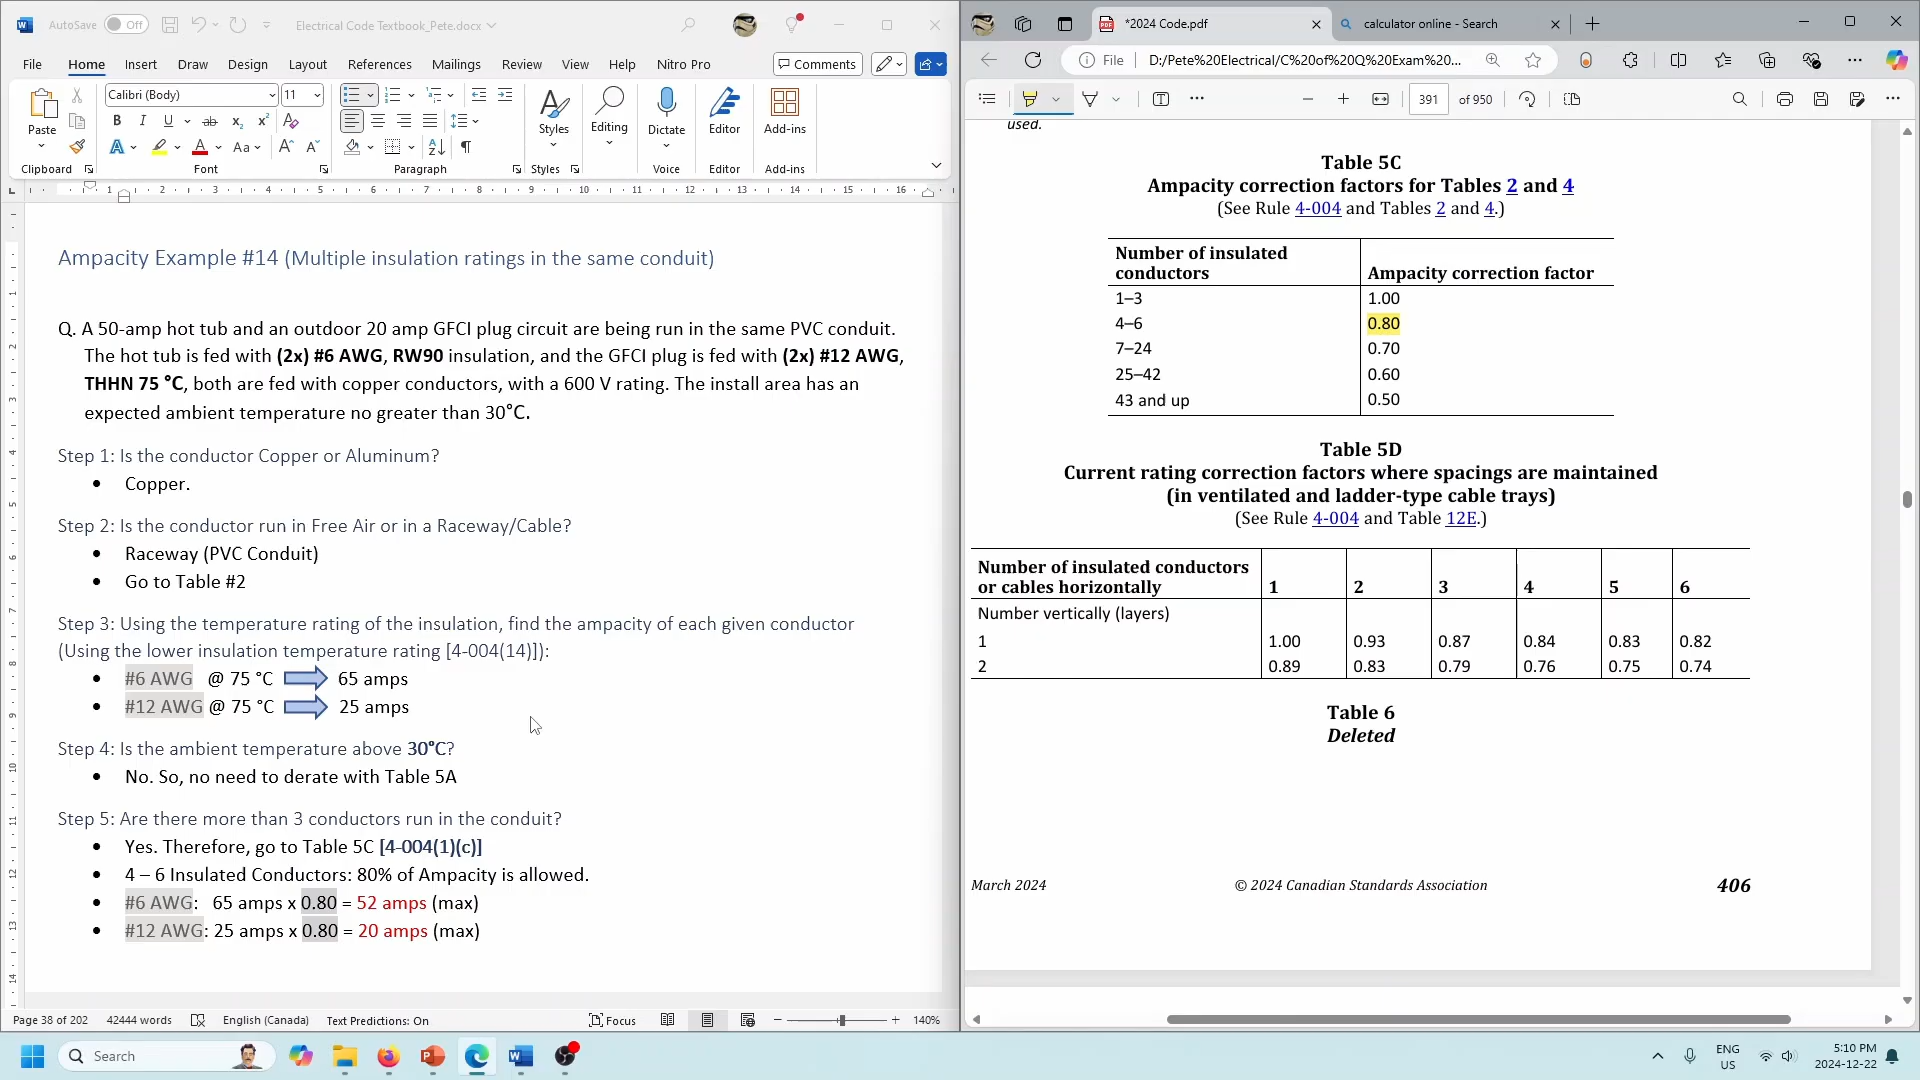 AutoSave Off Electrical Code Textbook_Pete.docx
File Home Insert Draw Design Layout References Mailings Review View Help Nitro Pro Comments
Calibri (Body) 11
Paste Styles Editing Dictate Editor Add-ins
Clipboard Font Paragraph Styles Voice Editor Add-ins
Ampacity Example #14 (Multiple insulation ratings in the same conduit)
Q. A 50-amp hot tub and an outdoor 20 amp GFCI plug circuit are being run in the same PVC conduit.
The hot tub is fed with (2x) #6 AWG, RW90 insulation, and the GFCI plug is fed with (2x) #12 AWG,
THHN 75 °C, both are fed with copper conductors, with a 600 V rating. The install area has an
expected ambient temperature no greater than 30°C.
Step 1: Is the conductor Copper or Aluminum?
• Copper.
Step 2: Is the conductor run in Free Air or in a Raceway/Cable?
• Raceway (PVC Conduit)
• Go to Table #2
Step 3: Using the temperature rating of the insulation, find the ampacity of each given conductor
(Using the lower insulation temperature rating [4-004(14)]):
• #6 AWG @ 75 °C 65 amps
• #12 AWG @ 75 °C 25 amps
Step 4: Is the ambient temperature above 30°C?
• No. So, no need to derate with Table 5A
Step 5: Are there more than 3 conductors run in the conduit?
• Yes. Therefore, go to Table 5C [4-004(1)(c)]
• 4 – 6 Insulated Conductors: 80% of Ampacity is allowed.
• #6 AWG: 65 amps x 0.80 = 52 amps (max)
• #12 AWG: 25 amps x 0.80 = 20 amps (max)
Page 38 of 202 42444 words English (Canada) Text Predictions: On Focus 140%
*2024 Code.pdf calculator online - Search
File D:/Pete%20Electrical/C%20of%20Q%20Exam%20...
391 of 950
used.
Table 5C
Ampacity correction factors for Tables 2 and 4
(See Rule 4-004 and Tables 2 and 4.)
Number of insulated
conductors Ampacity correction factor
1–3 1.00
4–6 0.80
7–24 0.70
25–42 0.60
43 and up 0.50
Table 5D
Current rating correction factors where spacings are maintained
(in ventilated and ladder-type cable trays)
(See Rule 4-004 and Table 12E.)
Number of insulated conductors
or cables horizontally 1 2 3 4 5 6
Number vertically (layers)
1 1.00 0.93 0.87 0.84 0.83 0.82
2 0.89 0.83 0.79 0.76 0.75 0.74
Table 6
Deleted
March 2024 © 2024 Canadian Standards Association 406
Search
ENG
US
5:10 PM
2024-12-22